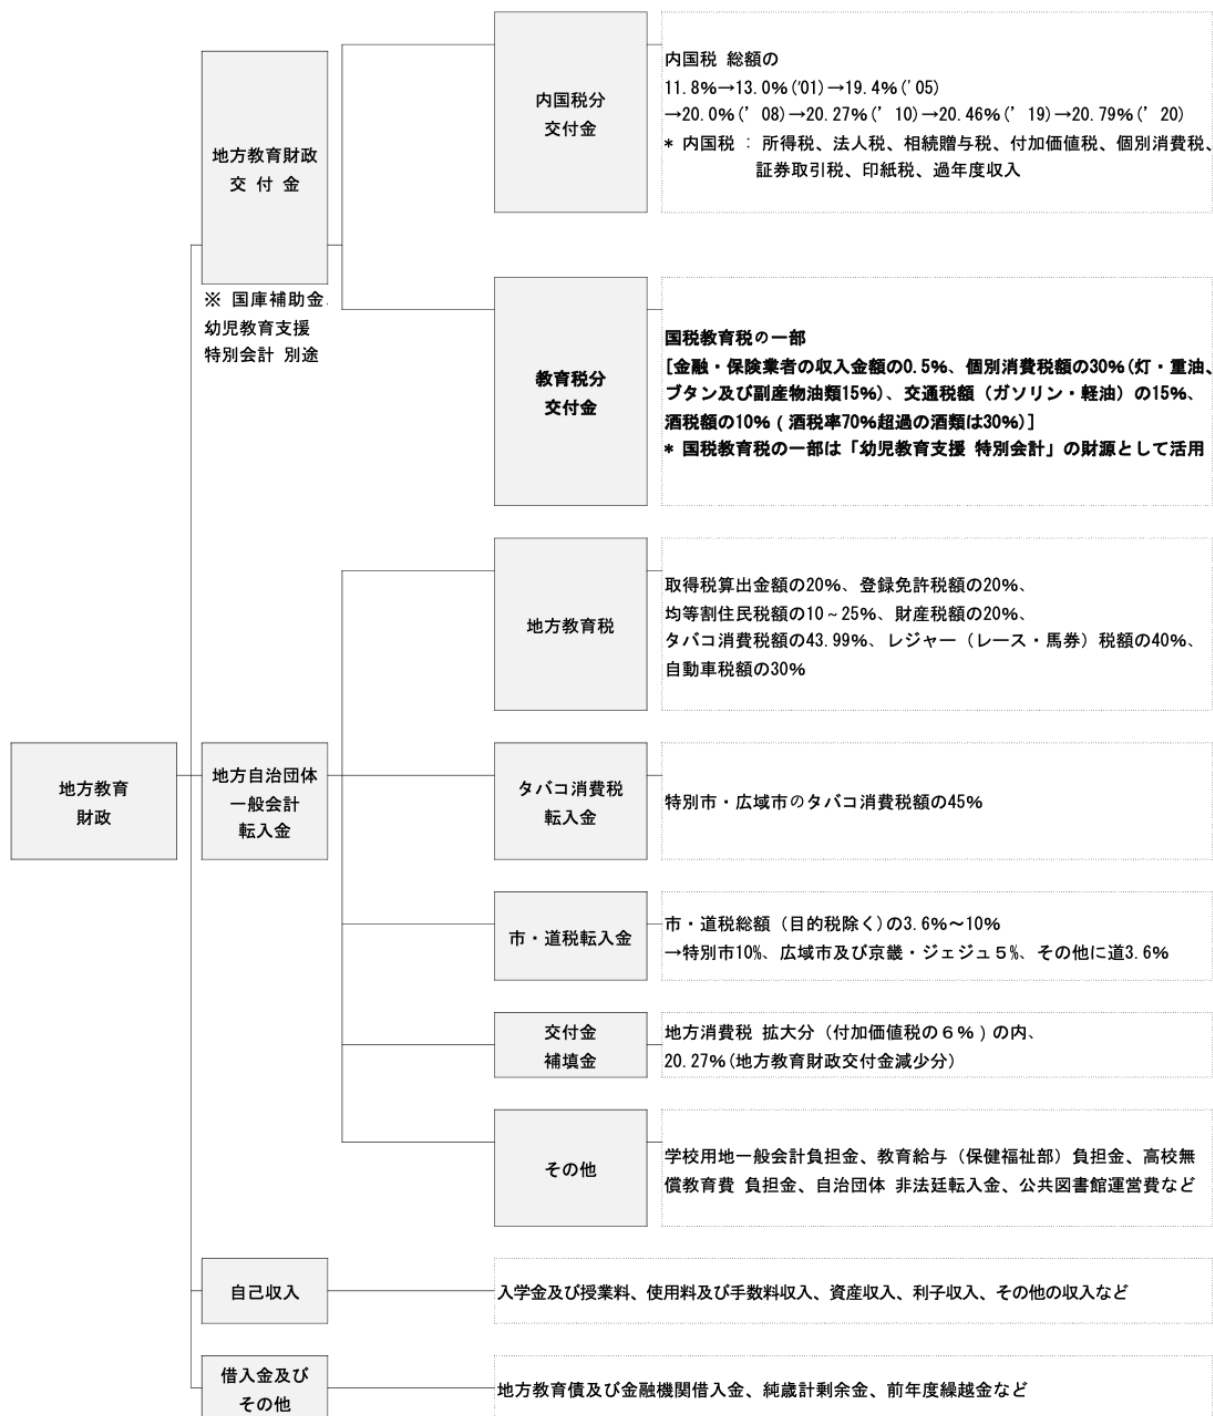 内国税分
交付金
内国税 総額の
11.8%→13.0%('01)→19.4%('05)
→20.0%(’08)→20.27%(’10)→20.46%(’19)→20.79%(’20)
* 内国税 : 所得税、法人税、相続贈与税、付加価値税、個別消費税、
証券取引税、印紙税、過年度収入
地方教育財政
交 付 金
※ 国庫補助金、
幼児教育支援
特別会計 別途
教育税分
交付金
国税教育税の一部
[金融・保険業者の収入金額の0.5%、個別消費税額の30%(灯・重油、
ブタン及び副産物油類15%)、交通税額（ガソリン・軽油）の15%、
酒税額の10% ( 酒税率70%超過の酒類は30%)]
* 国税教育税の一部は「幼児教育支援 特別会計」の財源として活用
地方教育税
取得税算出金額の20%、登録免許税額の20%、
均等割住民税額の10~25%、財産税額の20%、
タバコ消費税額の43.99%、レジャー（レース・馬券）税額の40%、
自動車税額の30%
地方教育
財政
地方自治団体
一般会計
転入金
タバコ消費税
転入金
特別市・広域市のタバコ消費税額の45%
市・道税転入金
市・道税総額（目的税除く)の3.6%～10%
→特別市10%、広域市及び京畿・ジェジュ５%、その他に道3.6%
交付金
補填金
地方消費税 拡大分（付加価値税の６％ ) の内、
20.27%(地方教育財政交付金減少分）
その他
学校用地一般会計負担金、教育給与（保健福祉部）負担金、高校無
償教育費 負担金、自治団体 非法廷転入金、公共図書館運営費など
自己収入
入学金及び授業料、使用料及び手数料収入、資産収入、利子収入、その他の収入など
借入金及び
その他
地方教育債及び金融機関借入金、純歳計剰余金、前年度繰越金など